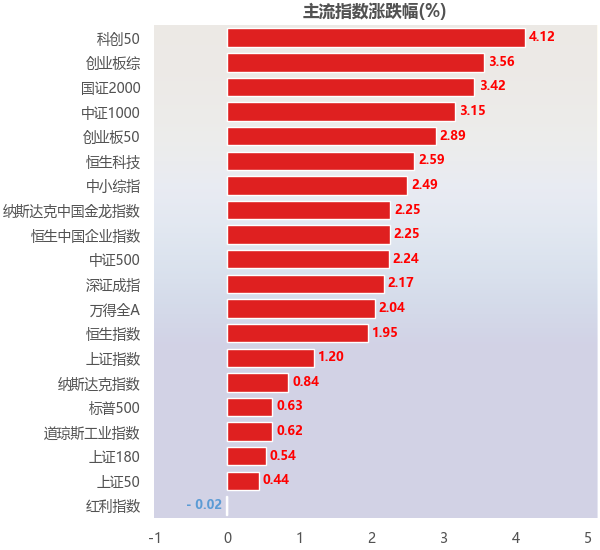 主流指数涨跌幅(%)
科创50 4.12
创业板综 3.56
国证2000 3.42
中证1000 3.15
创业板50 2.89
恒生科技 2.59
中小综指 2.49
纳斯达克中国金龙指数 2.25
恒生中国企业指数 2.25
中证500 2.24
深证成指 2.17
万得全A 2.04
恒生指数 1.95
上证指数 1.20
纳斯达克指数 0.84
标普500 0.63
道琼斯工业指数 0.62
上证180 0.54
上证50 0.44
红利指数 - 0.02
-1 0 1 2 3 4 5